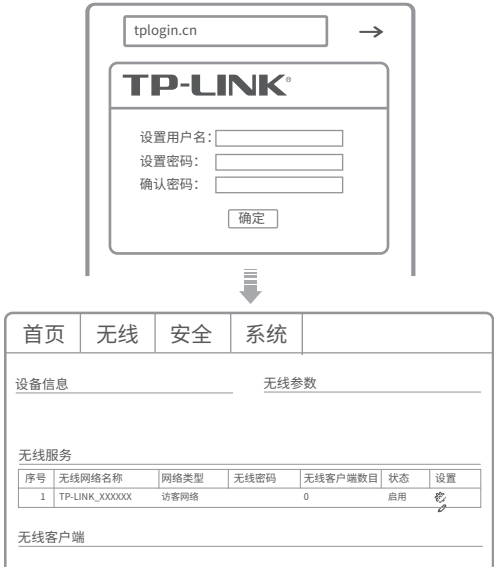 tplogin.cn
TP-LINK®
设置用户名：
设置密码：
确认密码：
确定
首页 无线 安全 系统
设备信息 无线参数
无线服务
序号 无线网络名称 网络类型 无线密码 无线客户端数目 状态 设置
1 TP-LINK_XXXXXX 访客网络 0 启用
无线客户端